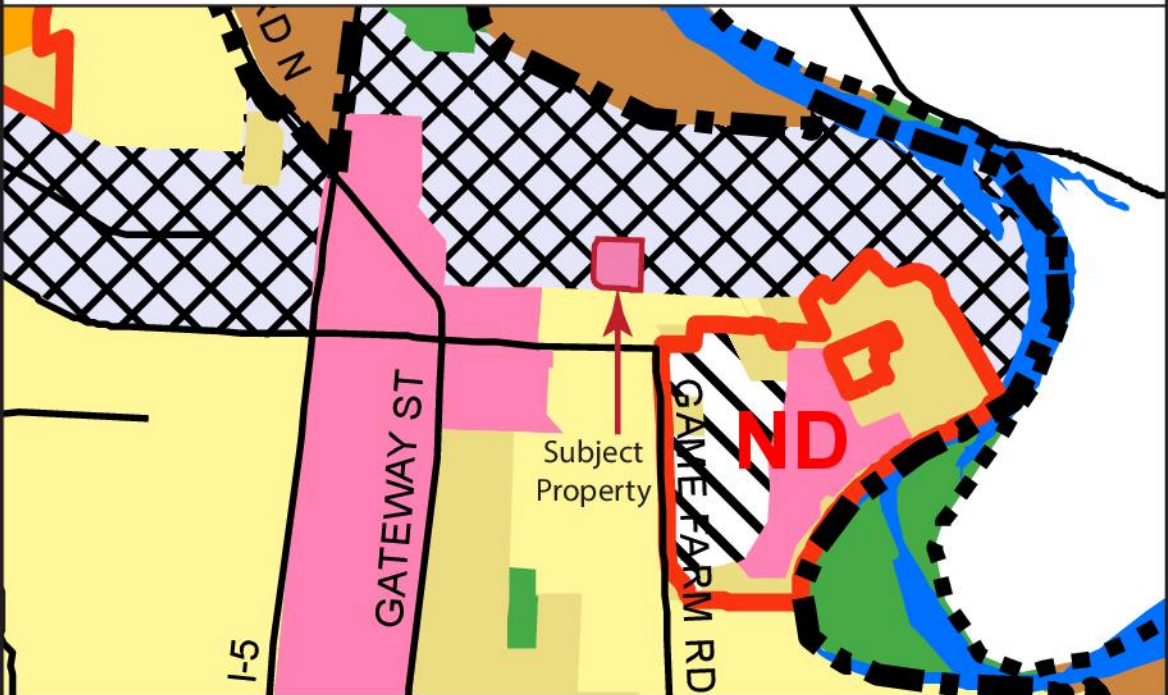 RD N
Subject
Property
ND
GATEWAY ST
GAME FARM RD
I-5